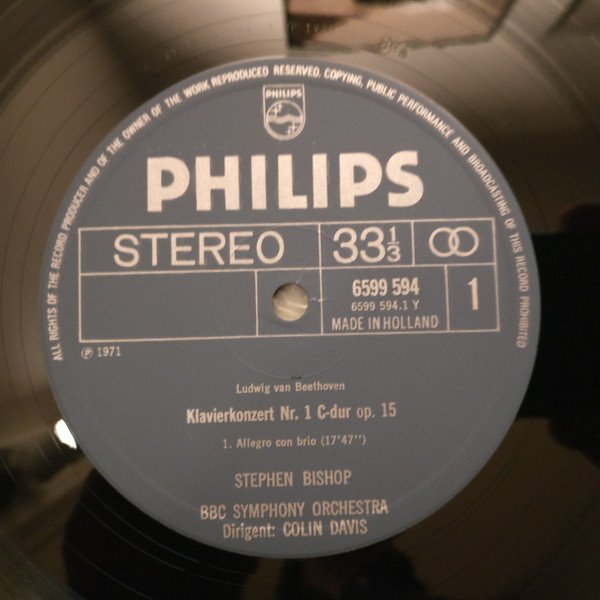 ALL RIGHTS OF THE RECORD PRODUCER AND OF THE OWNER OF THE WORK REPRODUCED RESERVED. COPYING, PUBLIC PERFORMANCE AND BROADCASTING OF THIS RECORD PROHIBITED
PHILIPS
PHILIPS
STEREO 33 1/3
6599 594
6599 594.1 Y
MADE IN HOLLAND
1
℗ 1971
Ludwig van Beethoven
Klavierkonzert Nr. 1 C-dur op. 15
1. Allegro con brio (17'47")
STEPHEN BISHOP
BBC SYMPHONY ORCHESTRA
Dirigent: COLIN DAVIS